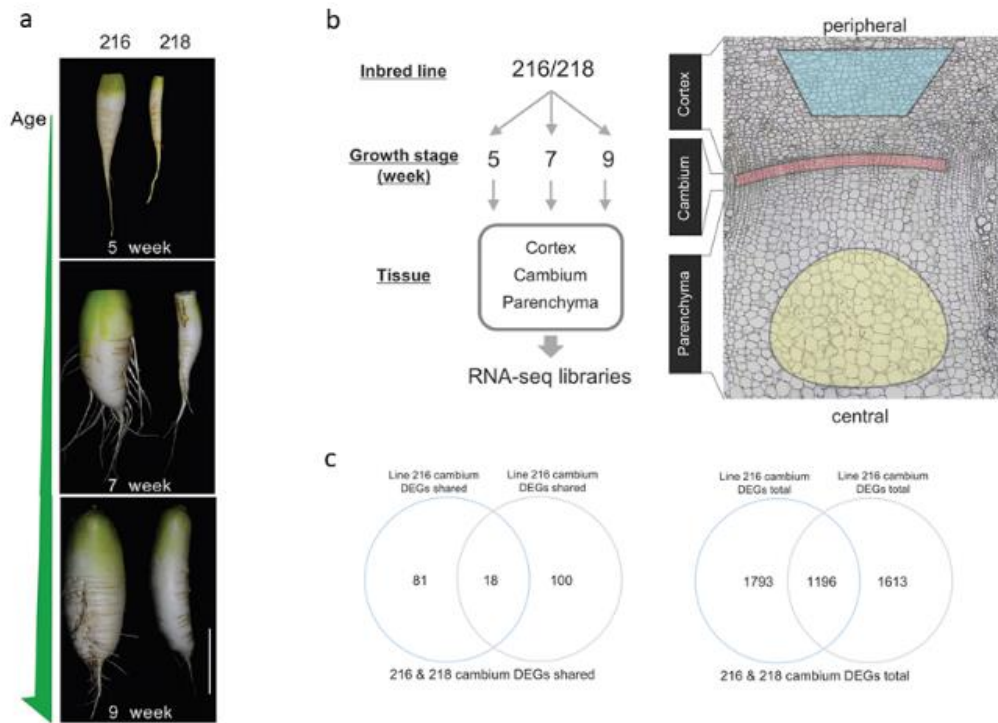 a
216 218
Age
5 week
7 week
9 week
b
Inbred line
216/218
Growth stage
(week)
5 7 9
Tissue
Cortex
Cambium
Parenchyma
RNA-seq libraries
peripheral
Cortex
Cambium
Parenchyma
central
c
Line 216 cambium
DEGs shared
Line 216 cambium
DEGs shared
81 18 100
216 & 218 cambium DEGs shared
Line 216 cambium
DEGs total
Line 216 cambium
DEGs total
1793 1196 1613
216 & 218 cambium DEGs total